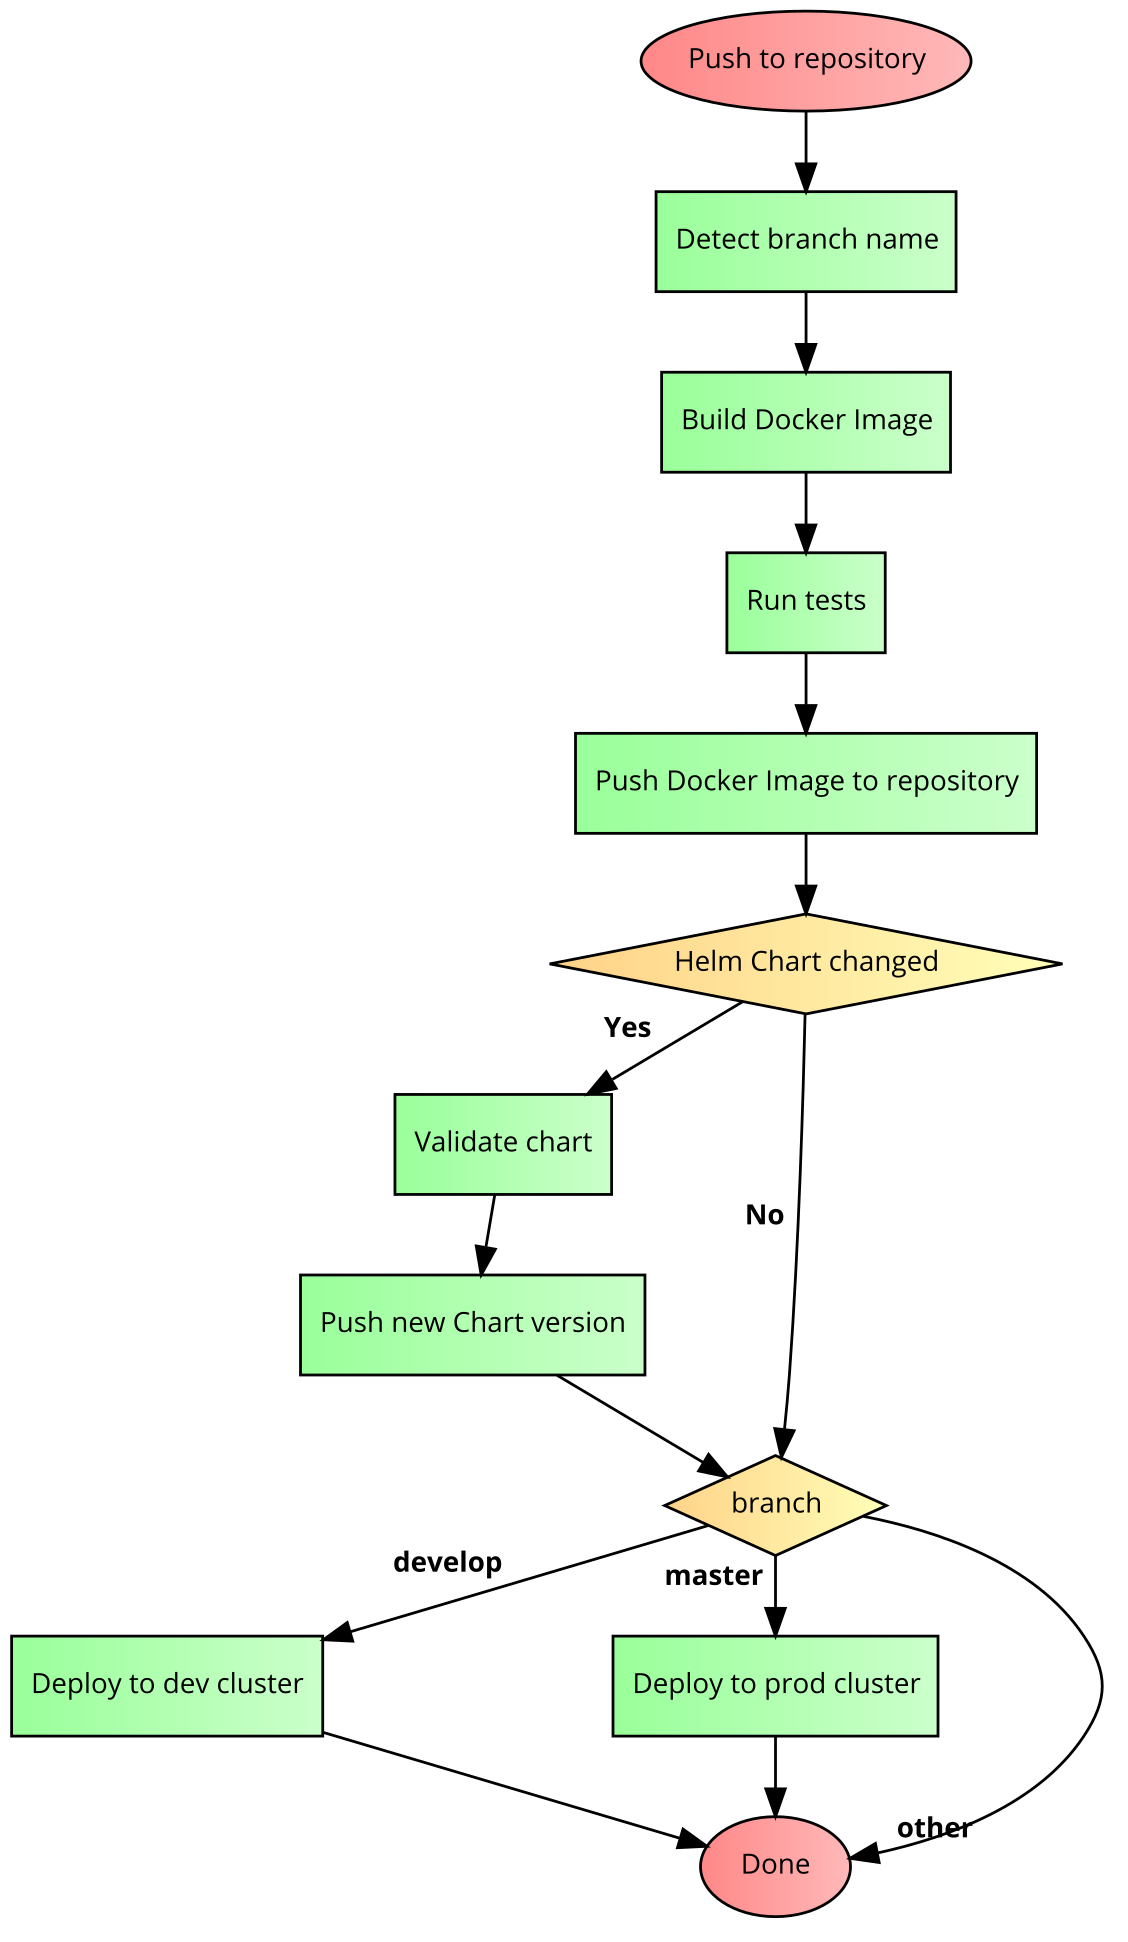 Push to repository
Detect branch name
Build Docker Image
Run tests
Push Docker Image to repository
Helm Chart changed
Yes
Validate chart
No
Push new Chart version
branch
develop
master
Deploy to dev cluster
Deploy to prod cluster
other
Done